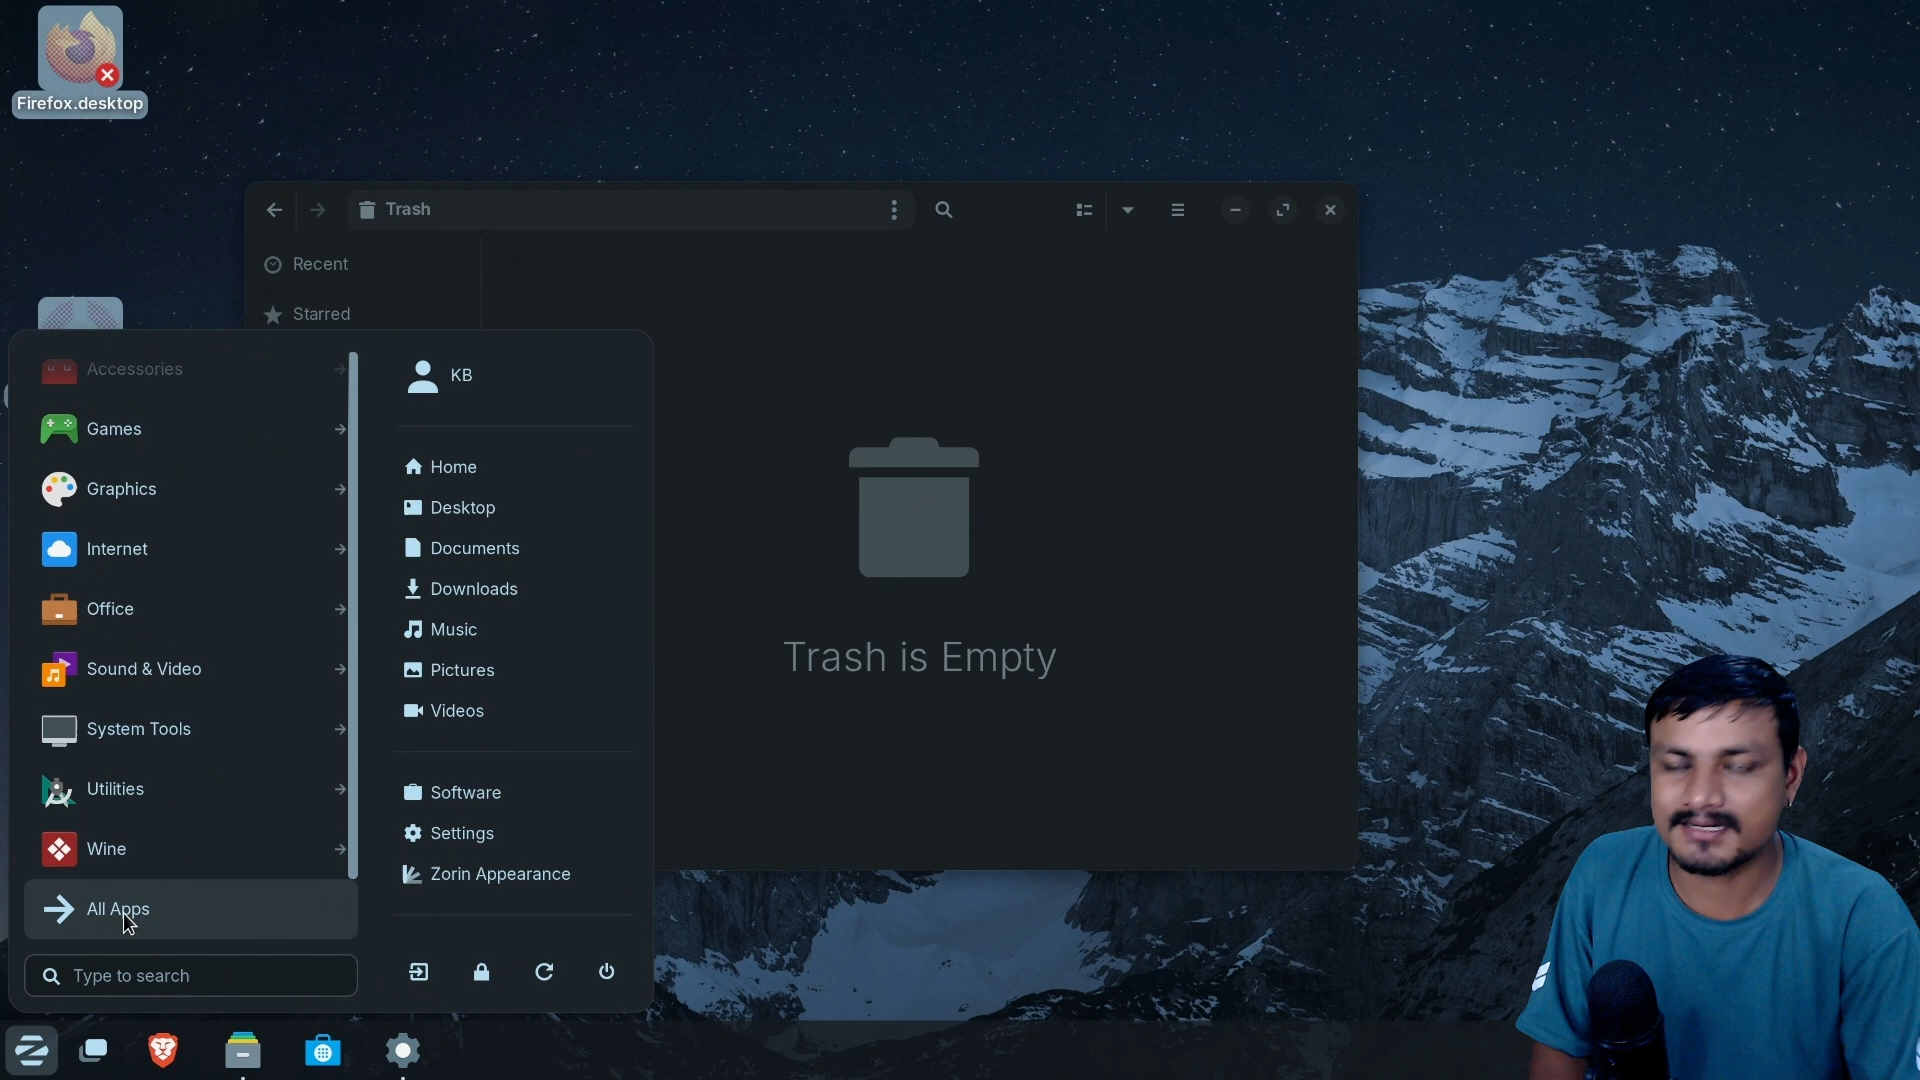 Firefox.desktop
Trash
Recent
Starred
Accessories
Games
Graphics
Internet
Office
Sound & Video
System Tools
Utilities
Wine
All Apps
Type to search
KB
Home
Desktop
Documents
Downloads
Music
Pictures
Videos
Software
Settings
Zorin Appearance
Trash is Empty